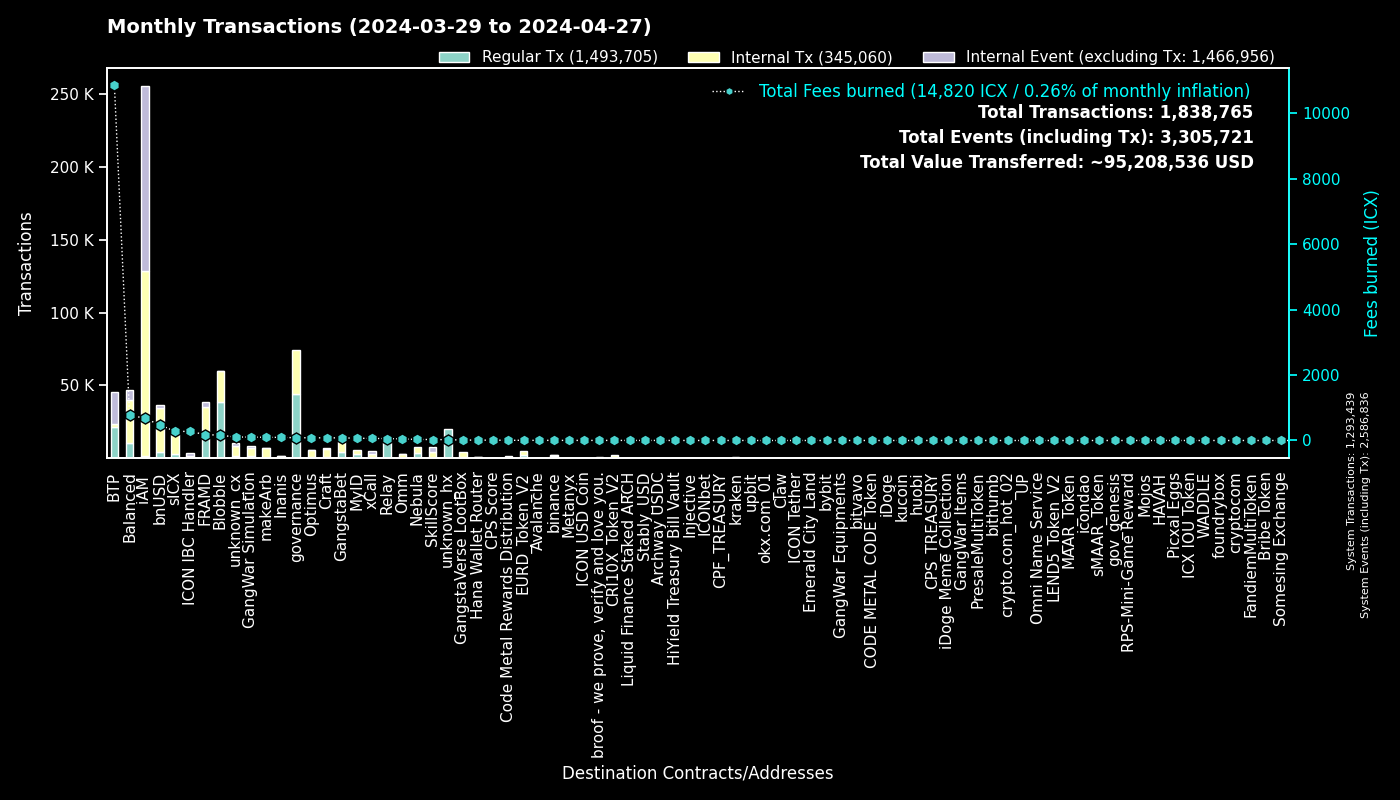 Monthly Transactions (2024-03-29 to 2024-04-27)
Regular Tx (1,493,705)
Internal Tx (345,060)
Internal Event (excluding Tx: 1,466,956)
Total Fees burned (14,820 ICX / 0.26% of monthly inflation)
Total Transactions: 1,838,765
Total Events (including Tx): 3,305,721
Total Value Transferred: ~95,208,536 USD
Transactions
250 K
200 K
150 K
100 K
50 K
10000
8000
6000
4000
2000
0
Fees burned (ICX)
System Transactions: 1,293,439
System Events (including Tx): 2,586,836
BTP
Balanced
iAM
bnUSD
sICX
ICON IBC Handler
FRAMD
Blobble
unknown_cx
GangWar Simulation
makeArb
Inanis
governance
Optimus
Craft
GangstaBet
MyID
xCall
Relay
Omm
Nebula
SkillScore
unknown_hx
GangstaVerse LootBox
Hana Wallet Router
CPS Score
Code Metal Rewards Distribution
EURD_Token_V2
Avalanche
binance
Metanyx
ICON USD Coin
broof - we prove, verify and love you.
CRI10X_Token_V2
Liquid Finance Staked ARCH
Stably USD
Archway USDC
HiYield Treasury Bill Vault
Injective
ICONbet
CPF_TREASURY
kraken
upbit
okx.com_01
Claw
ICON Tether
Emerald City Land
bybit
GangWar Equipments
bitvavo
CODE METAL CODE Token
iDoge
kucoin
huobi
CPS_TREASURY
iDoge Meme Collection
GangWar Items
PresaleMultiToken
bithumb
crypto.com_hot_02
_UP
Omni Name Service
LEND5_Token_V2
MAAR_Token
icondao
sMAAR_Token
gov_genesis
RPS-Mini-Game Reward
Mojos
HAVAH
Picxal Eggs
ICX IOU Token
WADDLE
foundrybox
cryptocom
FandiemMultiToken
Bribe Token
Somesing Exchange
Destination Contracts/Addresses